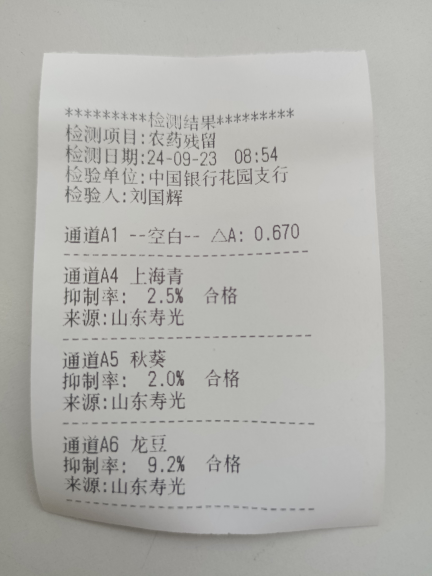 *********检测结果*********
检测项目:农药残留
检测日期:24-09-23 08:54
检验单位:中国银行花园支行
检验人:刘国辉
通道A1 --空白-- △A: 0.670
通道A4 上海青
抑制率: 2.5% 合格
来源:山东寿光
通道A5 秋葵
抑制率: 2.0% 合格
来源:山东寿光
通道A6 龙豆
抑制率: 9.2% 合格
来源:山东寿光